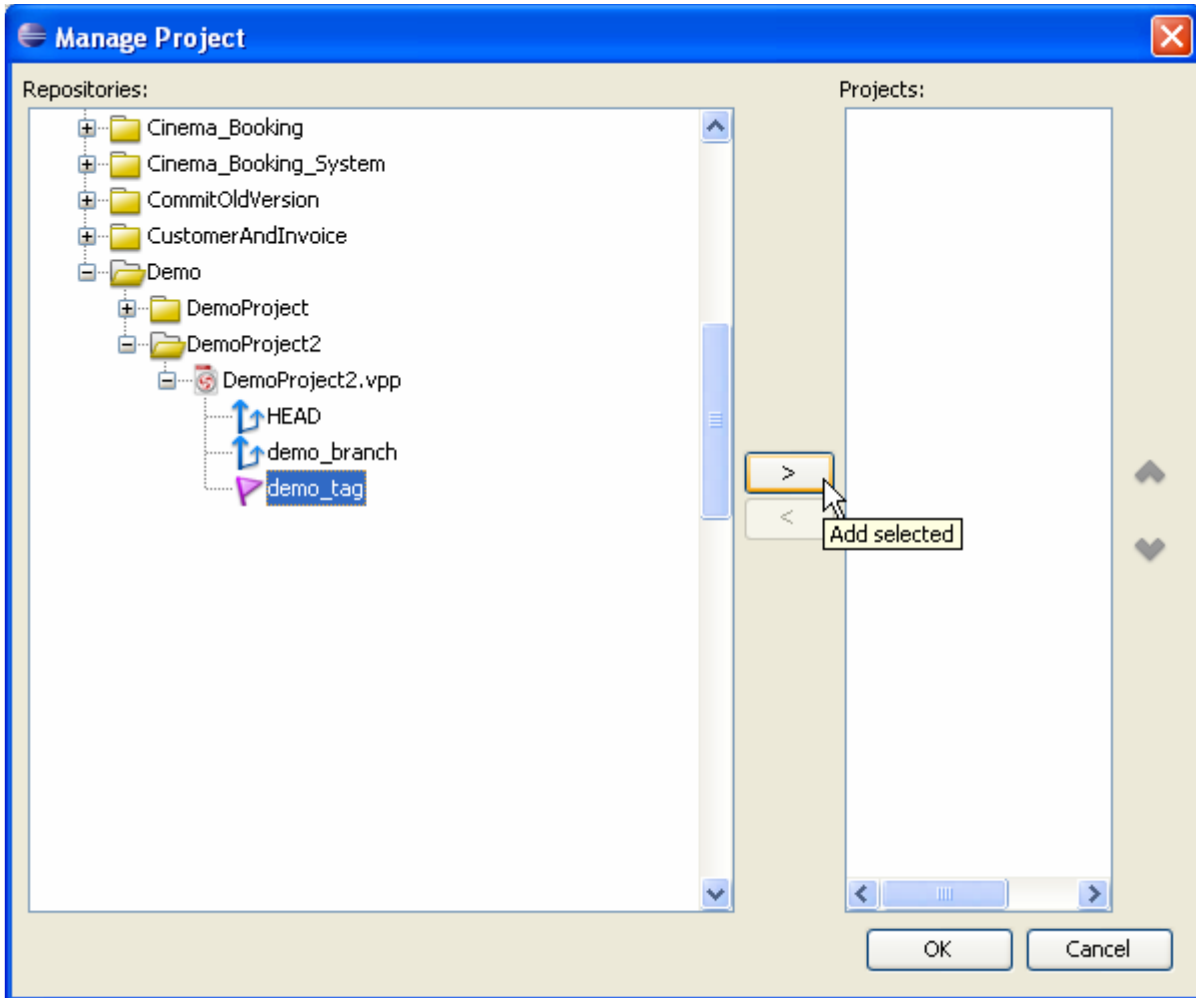 Manage Project
Repositories:
Projects:
Cinema_Booking
Cinema_Booking_System
CommitOldVersion
CustomerAndInvoice
Demo
DemoProject
DemoProject2
DemoProject2.vpp
HEAD
demo_branch
demo_tag
>
<
Add selected
OK
Cancel